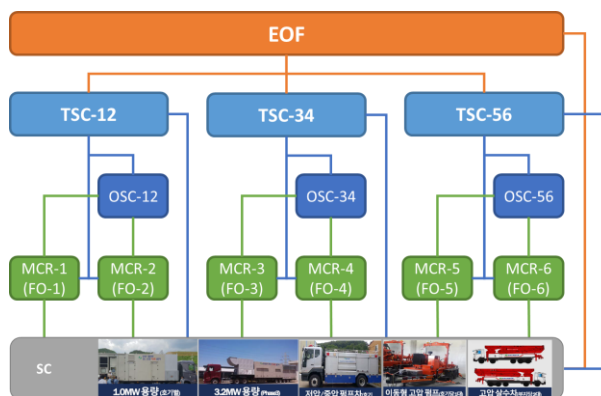 EOF
TSC-12
TSC-34
TSC-56
OSC-12
OSC-34
OSC-56
MCR-1
(FO-1)
MCR-2
(FO-2)
MCR-3
(FO-3)
MCR-4
(FO-4)
MCR-5
(FO-5)
MCR-6
(FO-6)
SC
1.0MW 용량
3.2MW 용량
저압/중압 펌프차
이동형 고압 펌프
고압 살수차